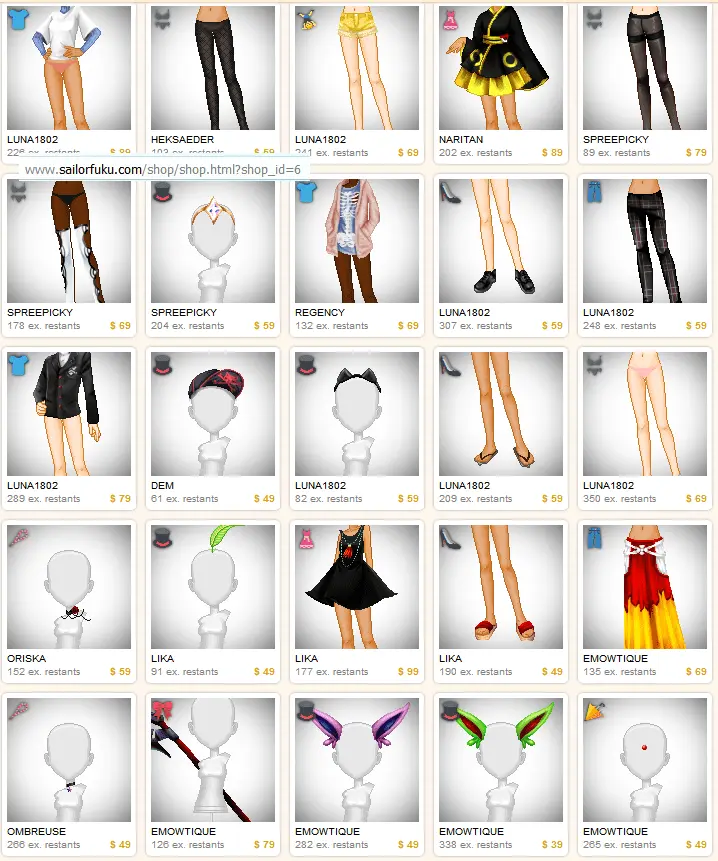 LUNA1802 HEKSAEDER LUNA1802 NARITAN SPREEPICKY
226 ex. restants $ 89 103 ex. restants $ 59 241 ex. restants $ 69 202 ex. restants $ 89 89 ex. restants $ 79
www.sailorfuku.com/shop/shop.html?shop_id=6
SPREEPICKY SPREEPICKY REGENCY LUNA1802 LUNA1802
178 ex. restants $ 69 204 ex. restants $ 59 132 ex. restants $ 69 307 ex. restants $ 59 248 ex. restants $ 59
LUNA1802 DEM LUNA1802 LUNA1802 LUNA1802
289 ex. restants $ 79 61 ex. restants $ 49 82 ex. restants $ 59 209 ex. restants $ 59 350 ex. restants $ 69
ORISKA LIKA LIKA LIKA EMOWTIQUE
152 ex. restants $ 59 91 ex. restants $ 49 177 ex. restants $ 99 190 ex. restants $ 49 135 ex. restants $ 69
OMBREUSE EMOWTIQUE EMOWTIQUE EMOWTIQUE EMOWTIQUE
266 ex. restants $ 49 126 ex. restants $ 79 282 ex. restants $ 49 338 ex. restants $ 39 265 ex. restants $ 49